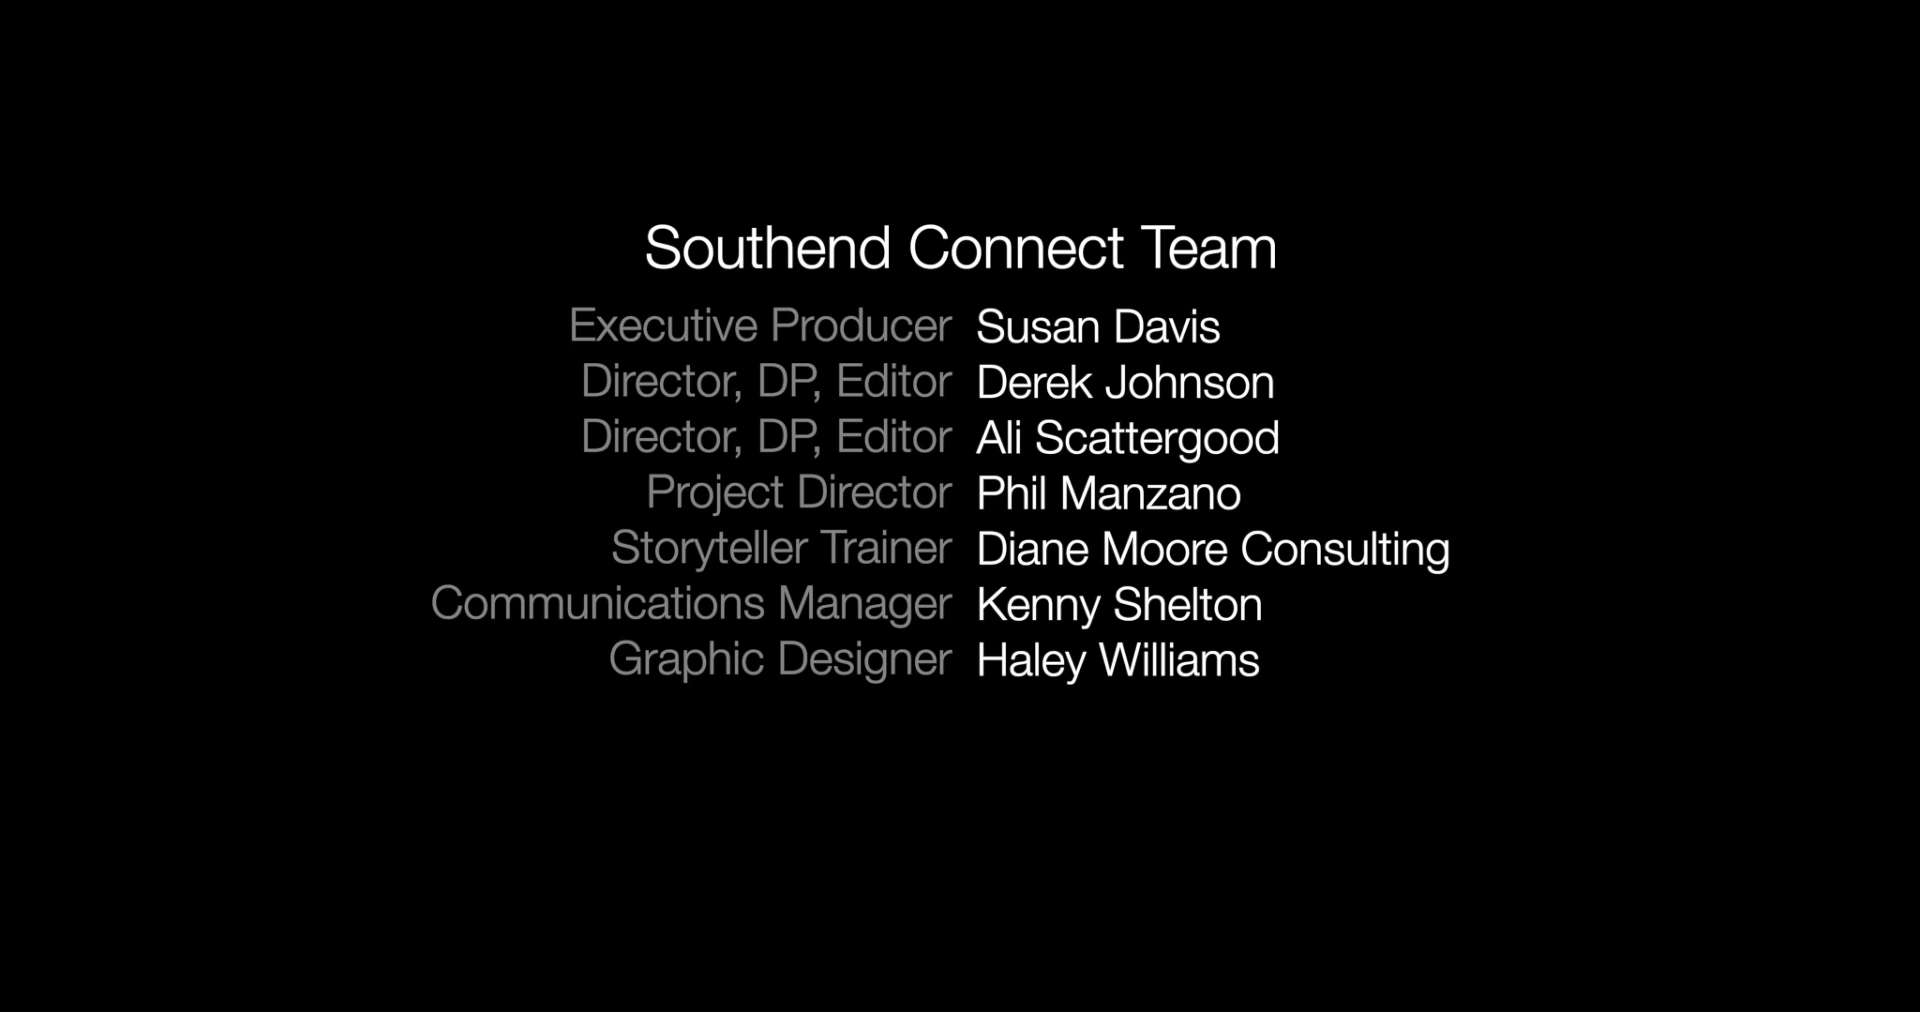 Southend Connect Team
Executive Producer Susan Davis
Director, DP, Editor Derek Johnson
Director, DP, Editor Ali Scattergood
Project Director Phil Manzano
Storyteller Trainer Diane Moore Consulting
Communications Manager Kenny Shelton
Graphic Designer Haley Williams